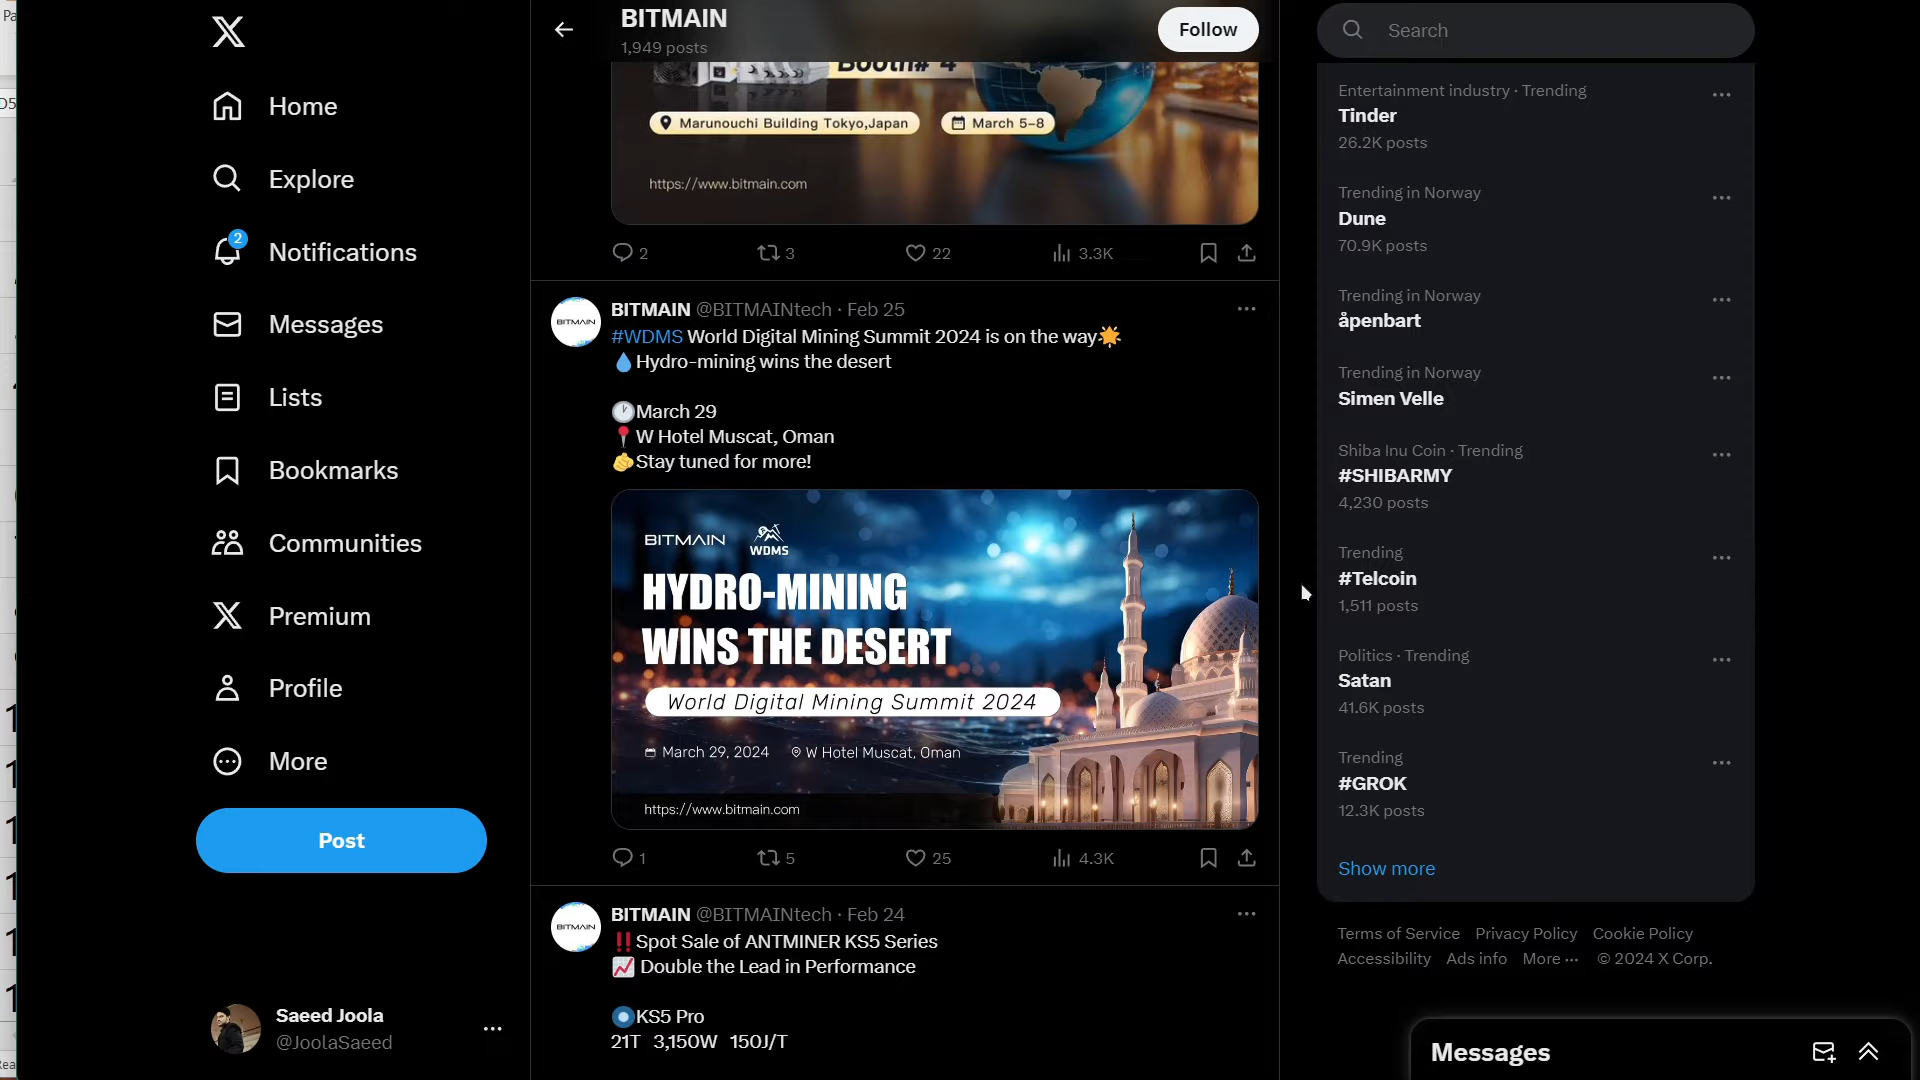 Home
Explore
2
Notifications
Messages
Lists
Bookmarks
Communities
Premium
Profile
More
Post
Saeed Joola
@JoolaSaeed
BITMAIN
1,949 posts
Follow
Booth# 4
Marunouchi Building Tokyo,Japan
March 5-8
https://www.bitmain.com
2
3
22
3.3K
BITMAIN @BITMAINtech · Feb 25
#WDMS World Digital Mining Summit 2024 is on the way🌟
💧Hydro-mining wins the desert
🕐March 29
📍W Hotel Muscat, Oman
🫵Stay tuned for more!
BITMAIN
WDMS
HYDRO-MINING
WINS THE DESERT
World Digital Mining Summit 2024
March 29, 2024
W Hotel Muscat, Oman
https://www.bitmain.com
1
5
25
4.3K
BITMAIN @BITMAINtech · Feb 24
‼️Spot Sale of ANTMINER KS5 Series
📈 Double the Lead in Performance
KS5 Pro
21T 3,150W 150J/T
Search
Entertainment industry · Trending
Tinder
26.2K posts
Trending in Norway
Dune
70.9K posts
Trending in Norway
åpenbart
Trending in Norway
Simen Velle
Shiba Inu Coin · Trending
#SHIBARMY
4,230 posts
Trending
#Telcoin
1,511 posts
Politics · Trending
Satan
41.6K posts
Trending
#GROK
12.3K posts
Show more
Terms of Service Privacy Policy Cookie Policy
Accessibility Ads info More ··· © 2024 X Corp.
Messages